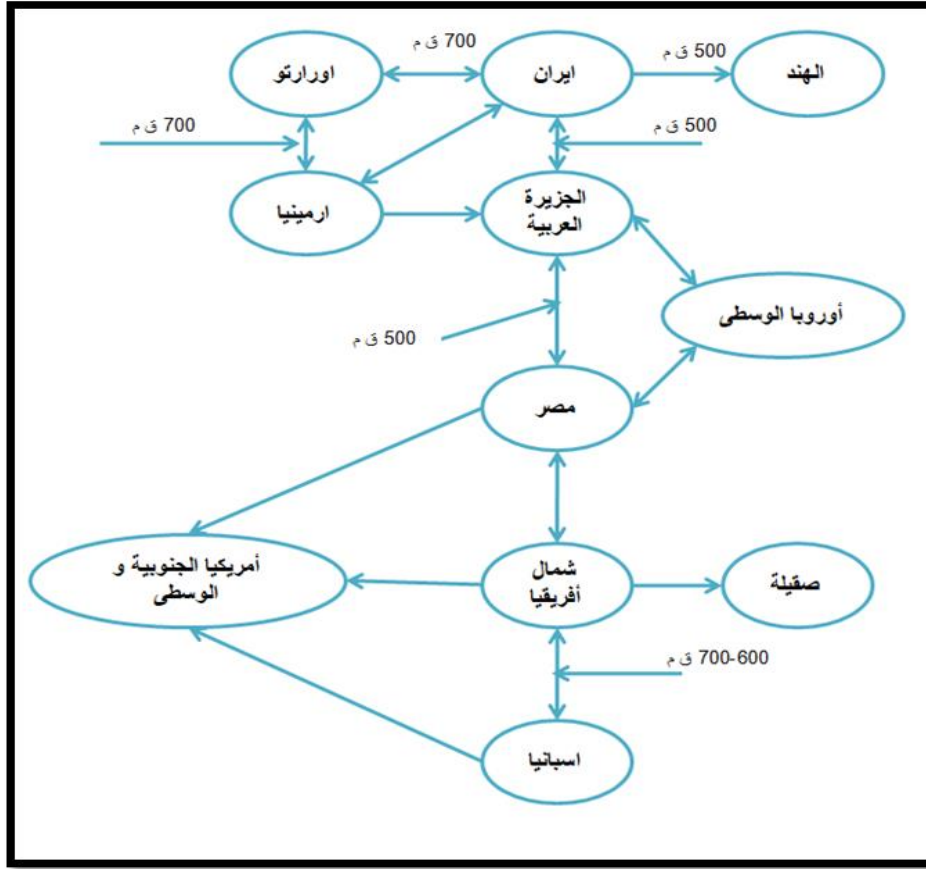 700 ق م
500 ق م
اورارتو
ايران
الهند
700 ق م
500 ق م
ارمينيا
الجزيرة
العربية
أوروبا الوسطى
500 ق م
مصر
أمريكيا الجنوبية و
الوسطى
شمال
أفريقيا
صقيلة
700-600 ق م
اسبانيا